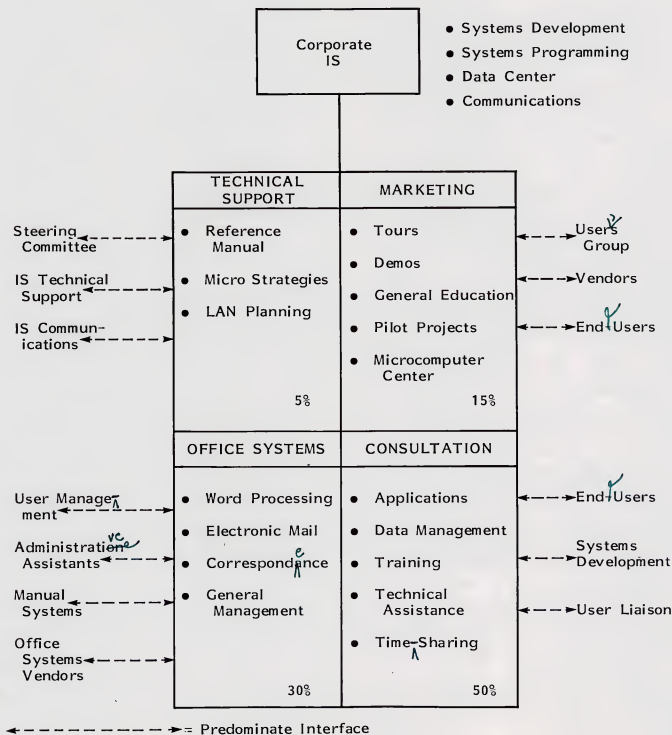 Corporate
IS
• Systems Development
• Systems Programming
• Data Center
• Communications
TECHNICAL
SUPPORT
MARKETING
Steering
Committee
IS Technical
Support
IS Commun-
ications
• Reference
Manual
• Micro Strategies
• LAN Planning
5%
• Tours
• Demos
• General Education
• Pilot Projects
• Microcomputer
Center
15%
Users
Group
Vendors
End-Users
OFFICE SYSTEMS
CONSULTATION
User Manage-
ment
Administratione
ve
Assistants
Manual
Systems
Office
Systems
Vendors
• Word Processing
• Electronic Mail
e
• Correspondance
• General
Management
30%
• Applications
• Data Management
• Training
• Technical
Assistance
• Time-Sharing
50%
End-Users
Systems
Development
User Liaison
= Predominate Interface